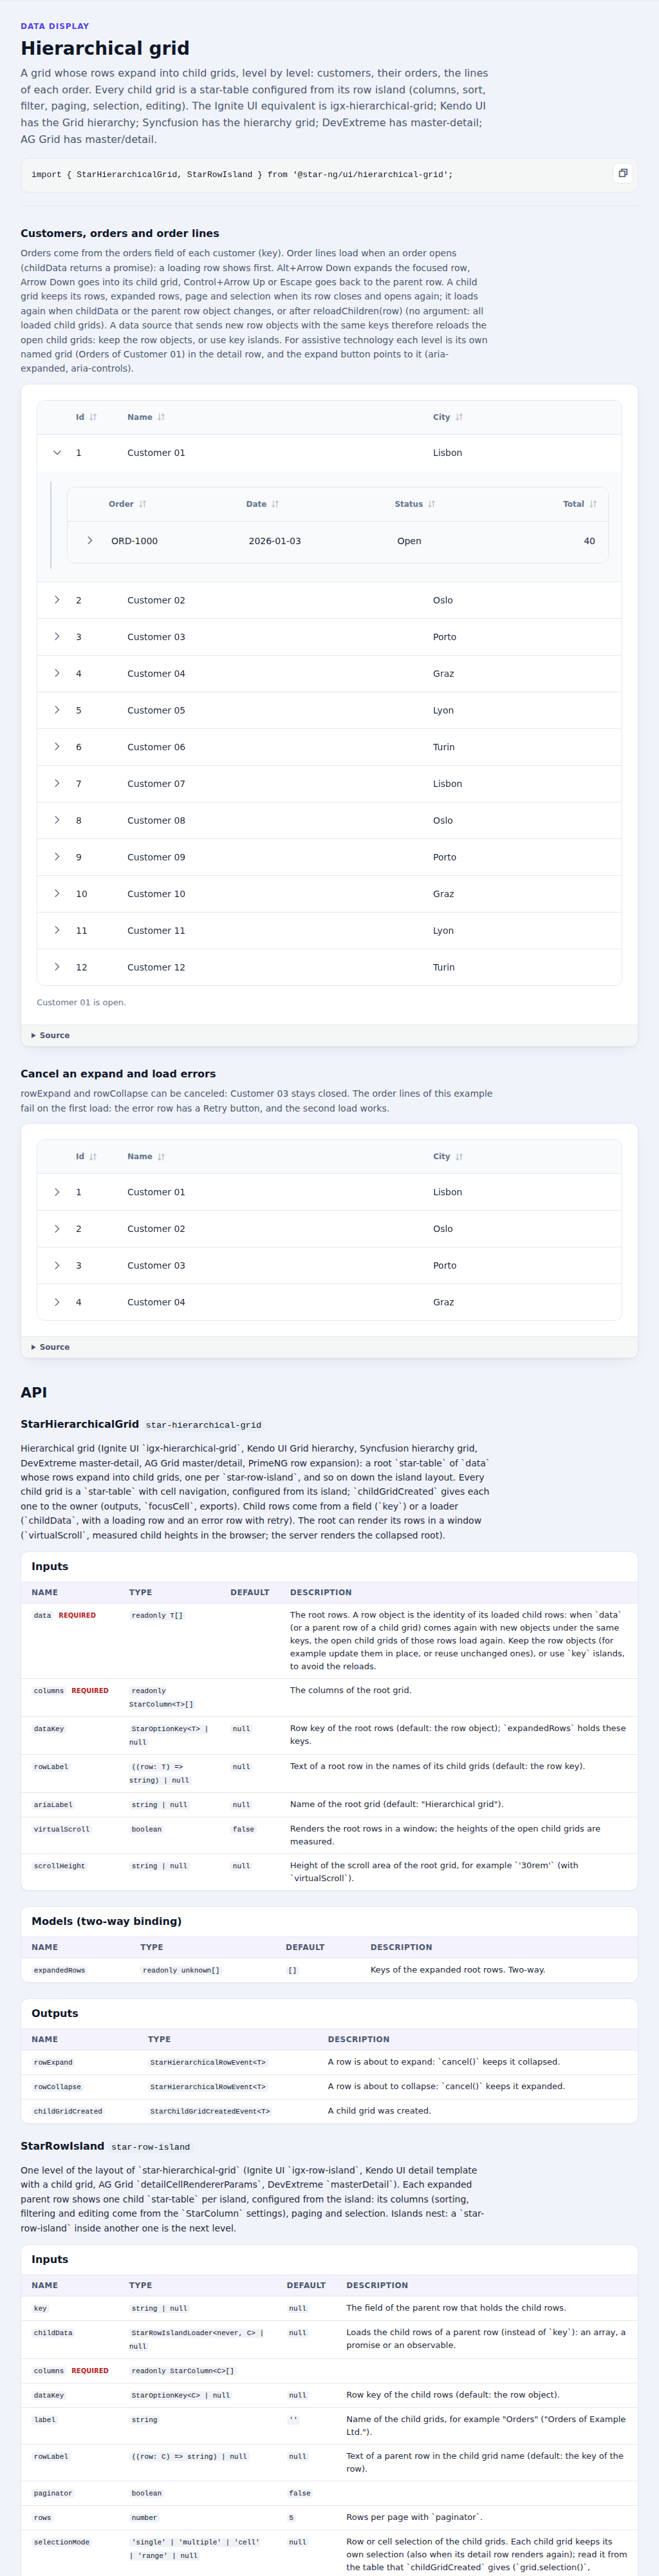 DATA DISPLAY
Hierarchical grid
A grid whose rows expand into child grids, level by level: customers, their orders, the lines
of each order. Every child grid is a star-table configured from its row island (columns, sort,
filter, paging, selection, editing). The Ignite UI equivalent is igx-hierarchical-grid; Kendo UI
has the Grid hierarchy; Syncfusion has the hierarchy grid; DevExtreme has master-detail;
AG Grid has master/detail.
import { StarHierarchicalGrid, StarRowIsland } from '@star-ng/ui/hierarchical-grid';
Customers, orders and order lines
Orders come from the orders field of each customer (key). Order lines load when an order opens
(childData returns a promise): a loading row shows first. Alt+Arrow Down expands the focused row,
Arrow Down goes into its child grid, Control+Arrow Up or Escape goes back to the parent row. A child
grid keeps its rows, expanded rows, page and selection when its row closes and opens again; it loads
again when childData or the parent row object changes, or after reloadChildren(row) (no argument: all
loaded child grids). A data source that sends new row objects with the same keys therefore reloads the
open child grids: keep the row objects, or use key islands. For assistive technology each level is its own
named grid (Orders of Customer 01) in the detail row, and the expand button points to it (aria-
expanded, aria-controls).
Id Name City
1 Customer 01 Lisbon
Order Date Status Total
ORD-1000 2026-01-03 Open 40
2 Customer 02 Oslo
3 Customer 03 Porto
4 Customer 04 Graz
5 Customer 05 Lyon
6 Customer 06 Turin
7 Customer 07 Lisbon
8 Customer 08 Oslo
9 Customer 09 Porto
10 Customer 10 Graz
11 Customer 11 Lyon
12 Customer 12 Turin
Customer 01 is open.
Source
Cancel an expand and load errors
rowExpand and rowCollapse can be canceled: Customer 03 stays closed. The order lines of this example
fail on the first load: the error row has a Retry button, and the second load works.
Id Name City
1 Customer 01 Lisbon
2 Customer 02 Oslo
3 Customer 03 Porto
4 Customer 04 Graz
Source
API
StarHierarchicalGrid star-hierarchical-grid
Hierarchical grid (Ignite UI `igx-hierarchical-grid`, Kendo UI Grid hierarchy, Syncfusion hierarchy grid,
DevExtreme master-detail, AG Grid master/detail, PrimeNG row expansion): a root `star-table` of `data`
whose rows expand into child grids, one per `star-row-island`, and so on down the island layout. Every
child grid is a `star-table` with cell navigation, configured from its island; `childGridCreated` gives each
one to the owner (outputs, `focusCell`, exports). Child rows come from a field (`key`) or a loader
(`childData`, with a loading row and an error row with retry). The root can render its rows in a window
(`virtualScroll`, measured child heights in the browser; the server renders the collapsed root).
Inputs
NAME TYPE DEFAULT DESCRIPTION
data REQUIRED readonly T[] The root rows. A row object is the identity of its loaded child rows: when `data`
(or a parent row of a child grid) comes again with new objects under the same
keys, the open child grids of those rows load again. Keep the row objects (for
example update them in place, or reuse unchanged ones), or use `key` islands,
to avoid the reloads.
columns REQUIRED readonly The columns of the root grid.
StarColumn<T>[]
dataKey StarOptionKey<T> | null Row key of the root rows (default: the row object); `expandedRows` holds these
null keys.
rowLabel ((row: T) => null Text of a root row in the names of its child grids (default: the row key).
string) | null
ariaLabel string | null null Name of the root grid (default: "Hierarchical grid").
virtualScroll boolean false Renders the root rows in a window; the heights of the open child grids are
measured.
scrollHeight string | null null Height of the scroll area of the root grid, for example `'30rem'` (with
`virtualScroll`).
Models (two-way binding)
NAME TYPE DEFAULT DESCRIPTION
expandedRows readonly unknown[] [] Keys of the expanded root rows. Two-way.
Outputs
NAME TYPE DESCRIPTION
rowExpand StarHierarchicalRowEvent<T> A row is about to expand: `cancel()` keeps it collapsed.
rowCollapse StarHierarchicalRowEvent<T> A row is about to collapse: `cancel()` keeps it expanded.
childGridCreated StarChildGridCreatedEvent<T> A child grid was created.
StarRowIsland star-row-island
One level of the layout of `star-hierarchical-grid` (Ignite UI `igx-row-island`, Kendo UI detail template
with a child grid, AG Grid `detailCellRendererParams`, DevExtreme `masterDetail`). Each expanded
parent row shows one child `star-table` per island, configured from the island: its columns (sorting,
filtering and editing come from the `StarColumn` settings), paging and selection. Islands nest: a `star-
row-island` inside another one is the next level.
Inputs
NAME TYPE DEFAULT DESCRIPTION
key string | null null The field of the parent row that holds the child rows.
childData StarRowIslandLoader<never, C> | null Loads the child rows of a parent row (instead of `key`): an array, a
null promise or an observable.
columns REQUIRED readonly StarColumn<C>[]
dataKey StarOptionKey<C> | null null Row key of the child rows (default: the row object).
label string '' Name of the child grids, for example "Orders" ("Orders of Example
Ltd.").
rowLabel ((row: C) => string) | null null Text of a parent row in the child grid name (default: the key of the
row).
paginator boolean false
rows number 5 Rows per page with `paginator`.
selectionMode 'single' | 'multiple' | 'cell' null Row or cell selection of the child grids. Each child grid keeps its
| 'range' | null own selection (also when its detail row renders again); read it from
the table that `childGridCreated` gives (`grid.selection()`,